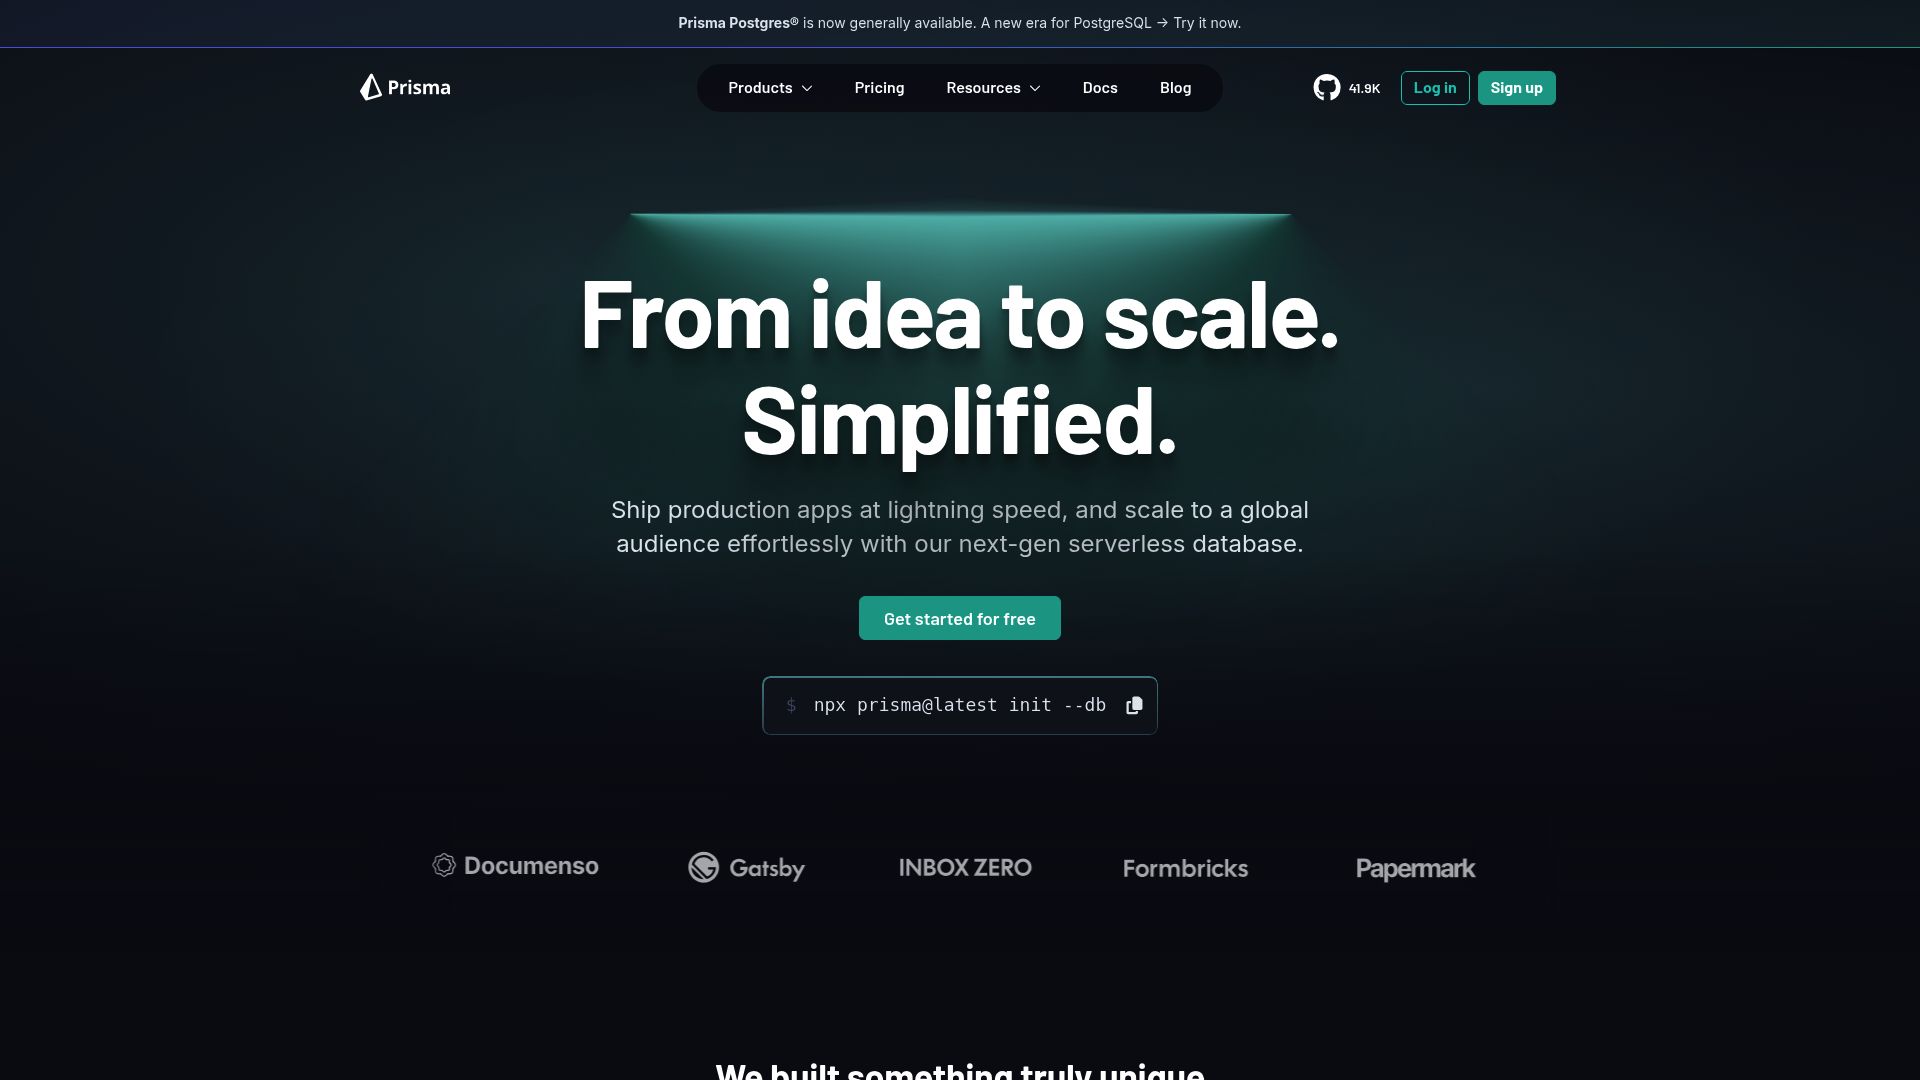 Prisma Postgres® is now generally available. A new era for PostgreSQL → Try it now.
Prisma
Products
Pricing
Resources
Docs
Blog
41.9K
Log in
Sign up
From idea to scale.
Simplified.
Ship production apps at lightning speed, and scale to a global
audience effortlessly with our next-gen serverless database.
Get started for free
$ npx prisma@latest init --db
Documenso
Gatsby
INBOX ZERO
Formbricks
Papermark
We built something truly unique